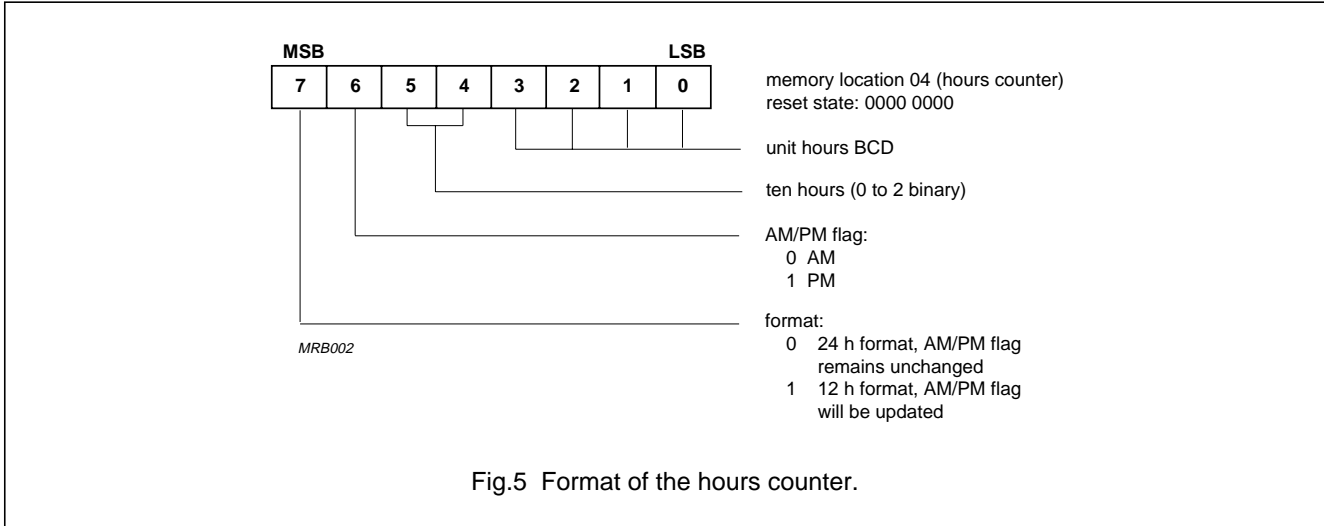 MSB LSB
7 6 5 4 3 2 1 0
memory location 04 (hours counter)
reset state: 0000 0000
unit hours BCD
ten hours (0 to 2 binary)
AM/PM flag:
0 AM
1 PM
format:
0 24 h format, AM/PM flag
remains unchanged
1 12 h format, AM/PM flag
will be updated
MRB002
Fig.5 Format of the hours counter.